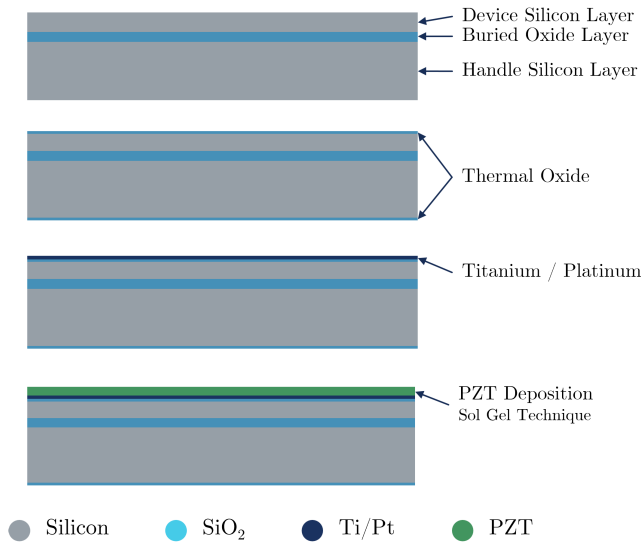 Device Silicon Layer
Buried Oxide Layer
Handle Silicon Layer
Thermal Oxide
Titanium / Platinum
PZT Deposition
Sol Gel Technique
Silicon SiO₂ Ti/Pt PZT